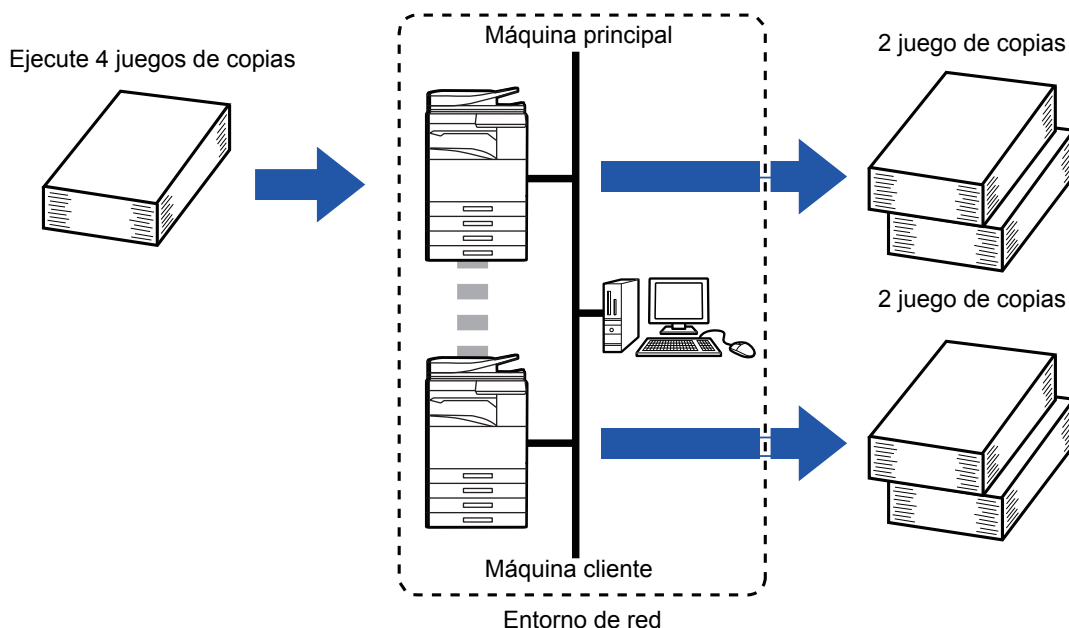 Ejecute 4 juegos de copias
Máquina principal
2 juego de copias
2 juego de copias
Máquina cliente
Entorno de red